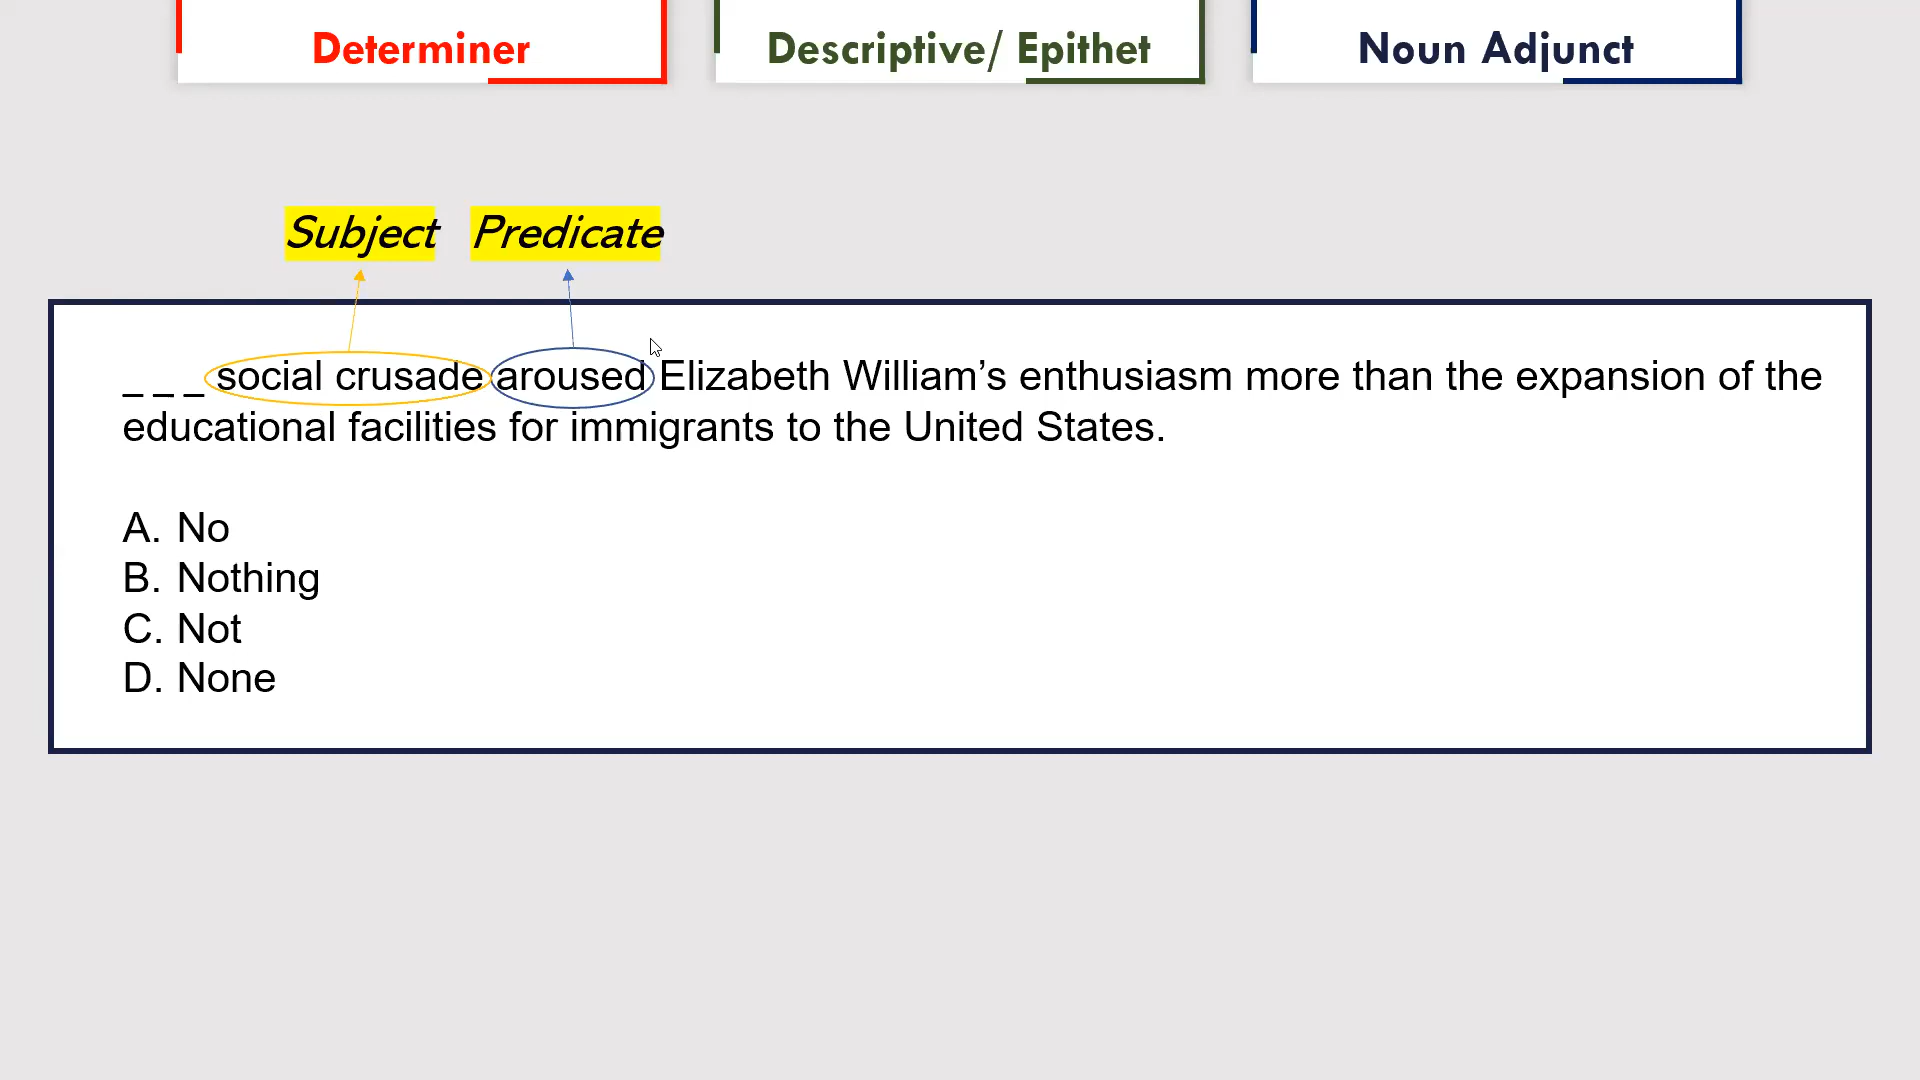 Determiner
Descriptive/ Epithet
Noun Adjunct
Subject Predicate
_ _ _ social crusade aroused Elizabeth William’s enthusiasm more than the expansion of the
educational facilities for immigrants to the United States.
A. No
B. Nothing
C. Not
D. None